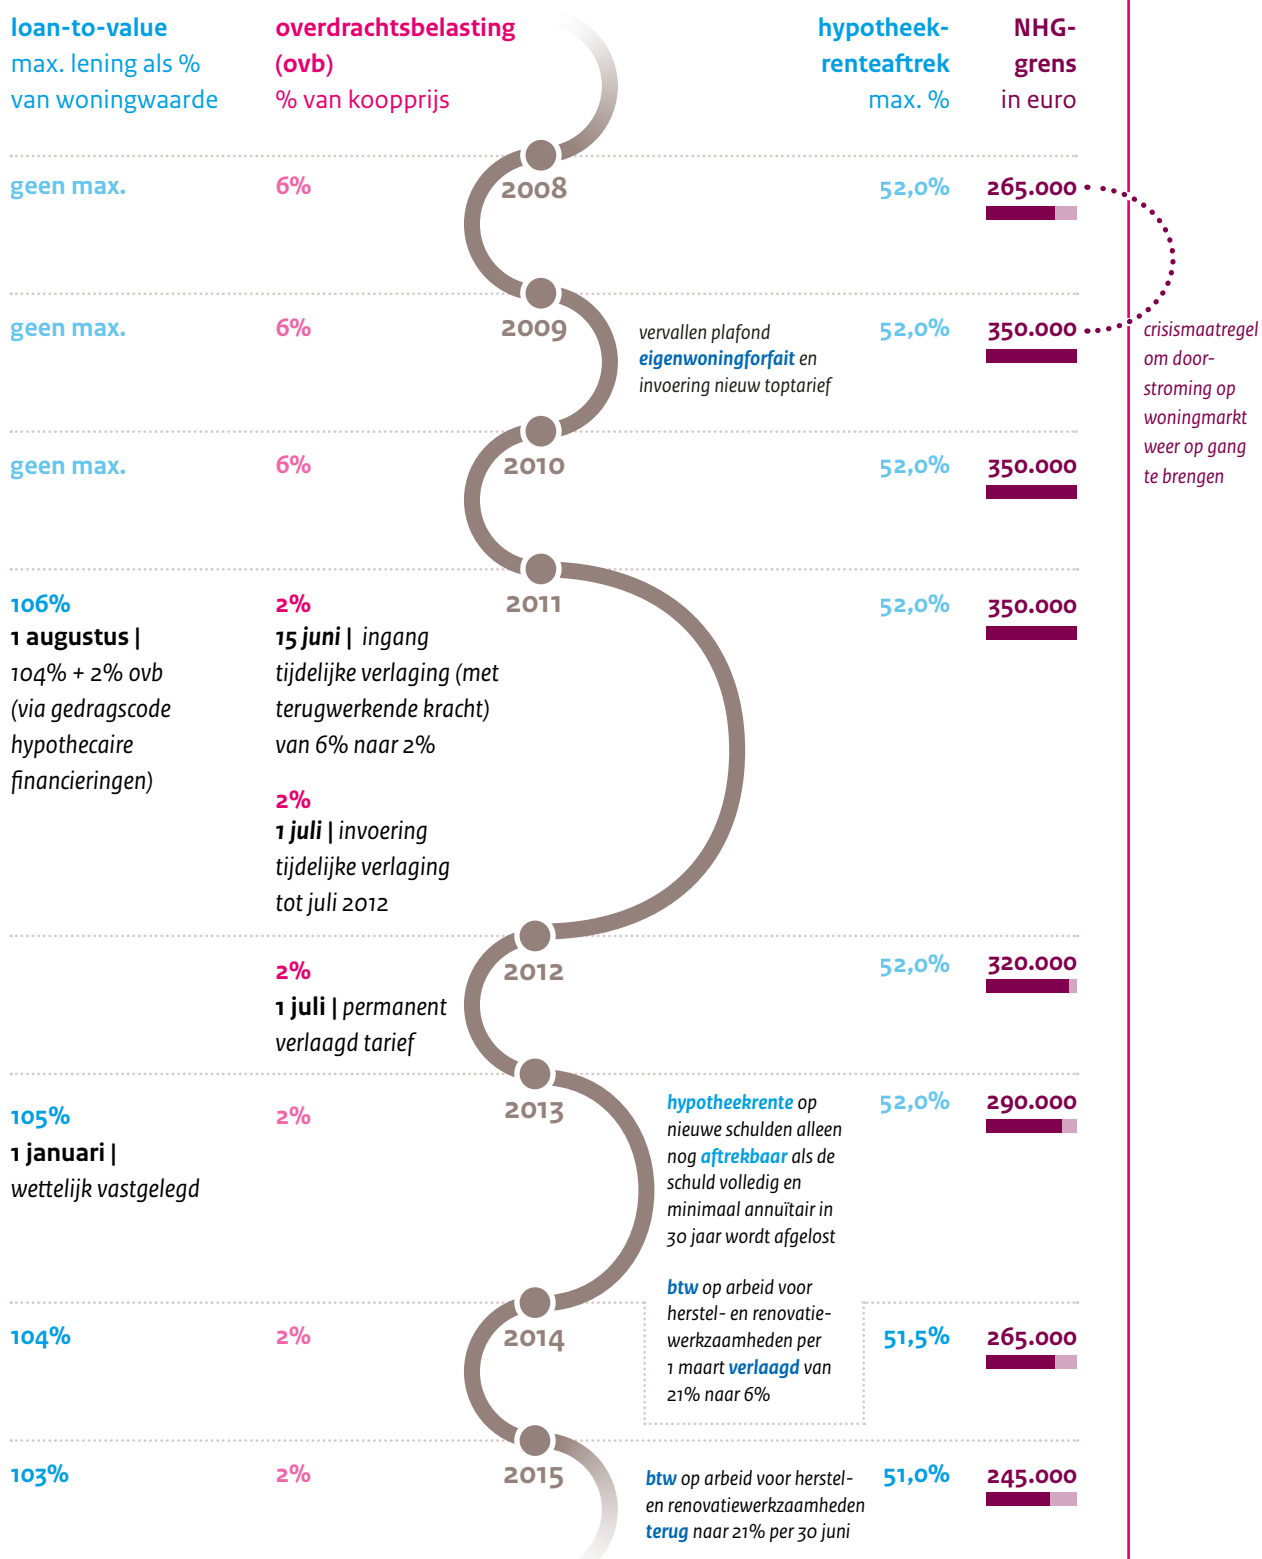 loan-to-value
max. lening als %
van woningwaarde
overdrachtsbelasting
(ovb)
% van koopprijs
hypotheek-
renteaftrek
max. %
NHG-
grens
in euro
geen max.
6%
2008
52,0%
265.000
geen max.
6%
2009
vervallen plafond
eigenwoningforfait en
invoering nieuw toptarief
52,0%
350.000
crisismaatregel
om door-
stroming op
woningmarkt
weer op gang
te brengen
geen max.
6%
2010
52,0%
350.000
106%
1 augustus |
104% + 2% ovb
(via gedragscode
hypothecaire
financieringen)
2%
15 juni | ingang
tijdelijke verlaging (met
terugwerkende kracht)
van 6% naar 2%
2%
1 juli | invoering
tijdelijke verlaging
tot juli 2012
2011
52,0%
350.000
2%
1 juli | permanent
verlaagd tarief
2012
52,0%
320.000
105%
1 januari |
wettelijk vastgelegd
2%
2013
hypotheekrente op
nieuwe schulden alleen
nog aftrekbaar als de
schuld volledig en
minimaal annuïtair in
30 jaar wordt afgelost
52,0%
290.000
104%
2%
2014
btw op arbeid voor
herstel- en renovatie-
werkzaamheden per
1 maart verlaagd van
21% naar 6%
51,5%
265.000
103%
2%
2015
btw op arbeid voor herstel-
en renovatiewerkzaamheden
terug naar 21% per 30 juni
51,0%
245.000